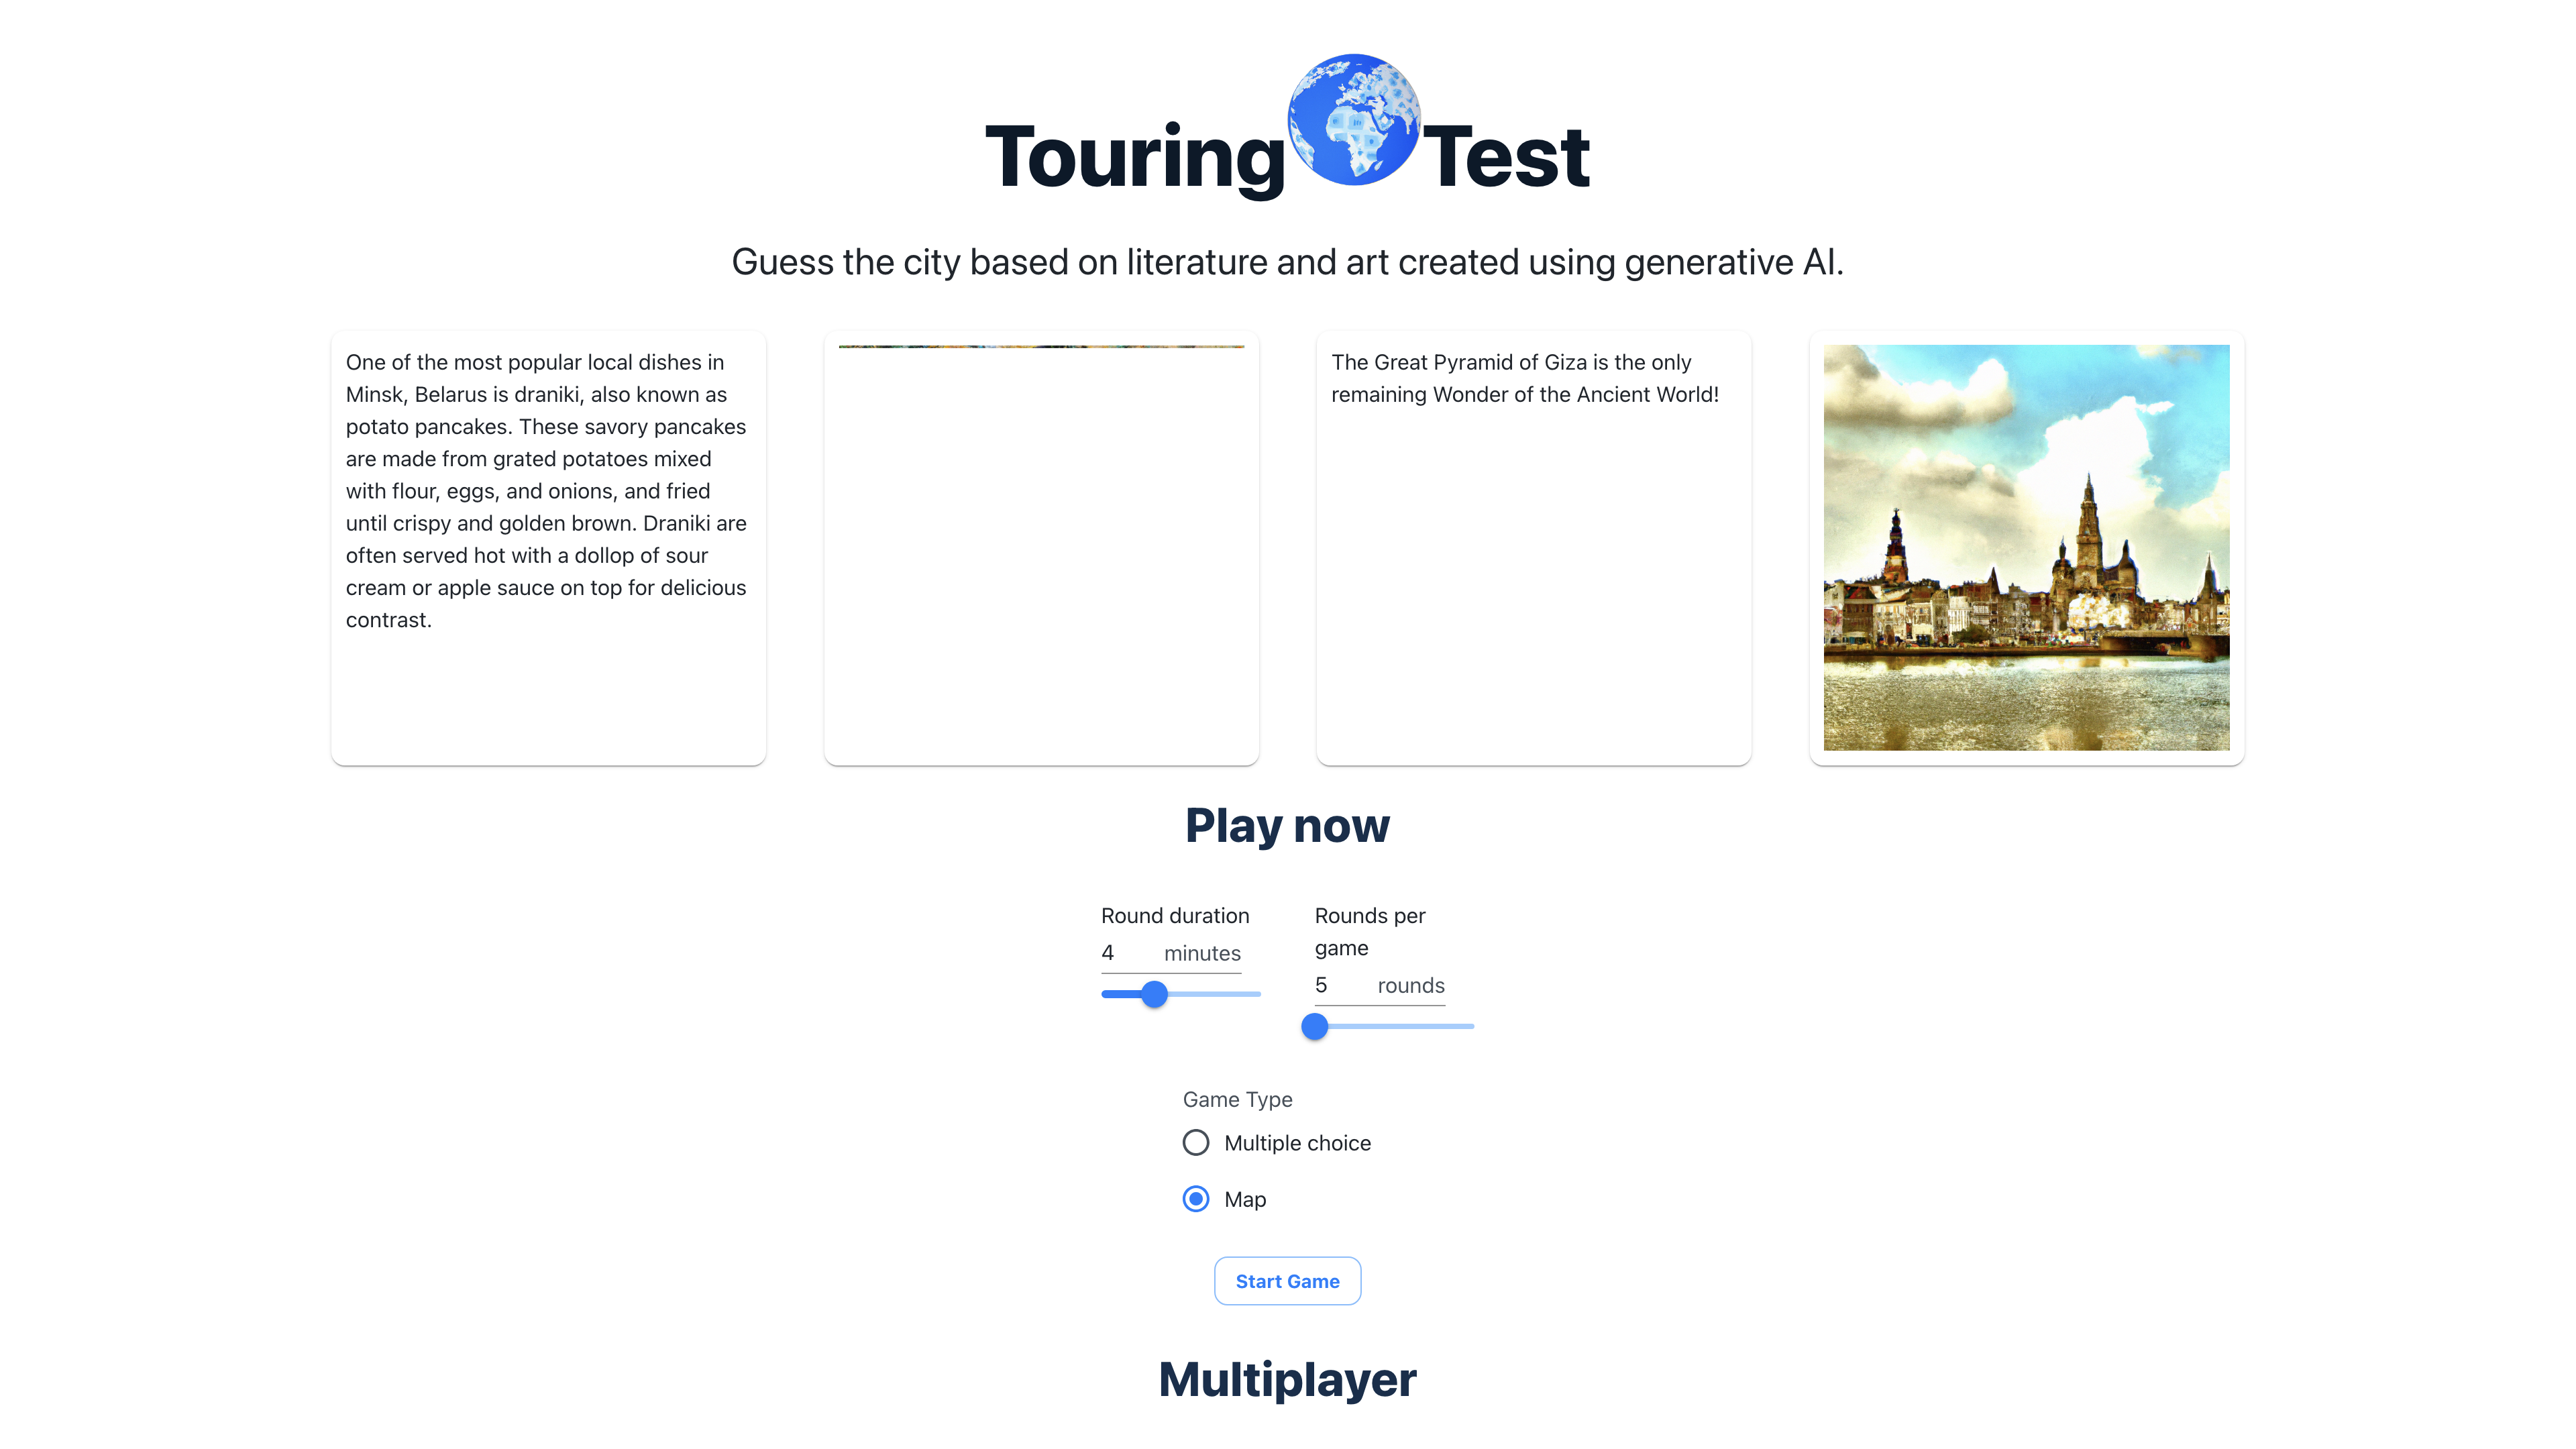 Touring Test
Guess the city based on literature and art created using generative AI.
One of the most popular local dishes in
Minsk, Belarus is draniki, also known as
potato pancakes. These savory pancakes
are made from grated potatoes mixed
with flour, eggs, and onions, and fried
until crispy and golden brown. Draniki are
often served hot with a dollop of sour
cream or apple sauce on top for delicious
contrast.
The Great Pyramid of Giza is the only
remaining Wonder of the Ancient World!
Play now
Round duration
4 minutes
Rounds per
game
5 rounds
Game Type
Multiple choice
Map
Start Game
Multiplayer